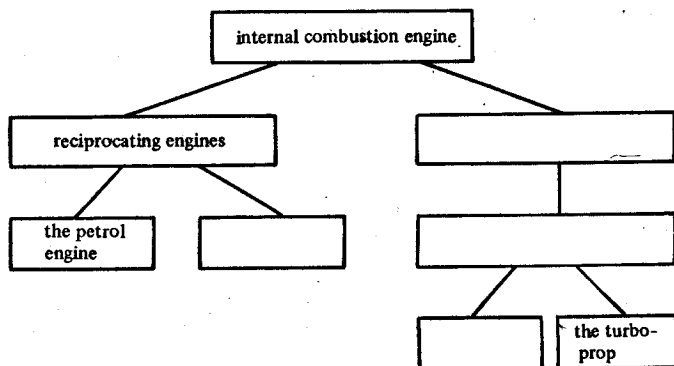 internal combustion engine
reciprocating engines
the petrol
engine
the turbo-
prop